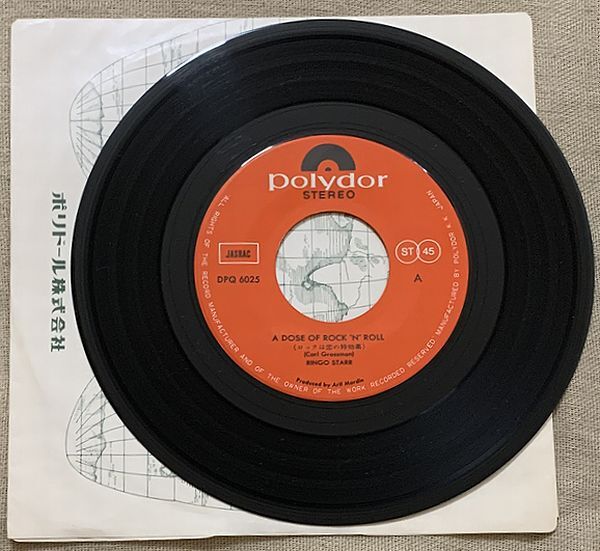 ポリドール株式会社
polydor
STEREO
JASRAC
ST 45
DPQ 6025
A
A DOSE OF ROCK 'N' ROLL
(ロックは恋の特効薬)
(Carl Grossman)
RINGO STARR
Produced by Arif Mardin
ALL RIGHTS OF THE RECORD MANUFACTURER AND OF THE OWNER OF THE WORK RECORDED RESERVED MANUFACTURED BY POLYDOR K.K. JAPAN